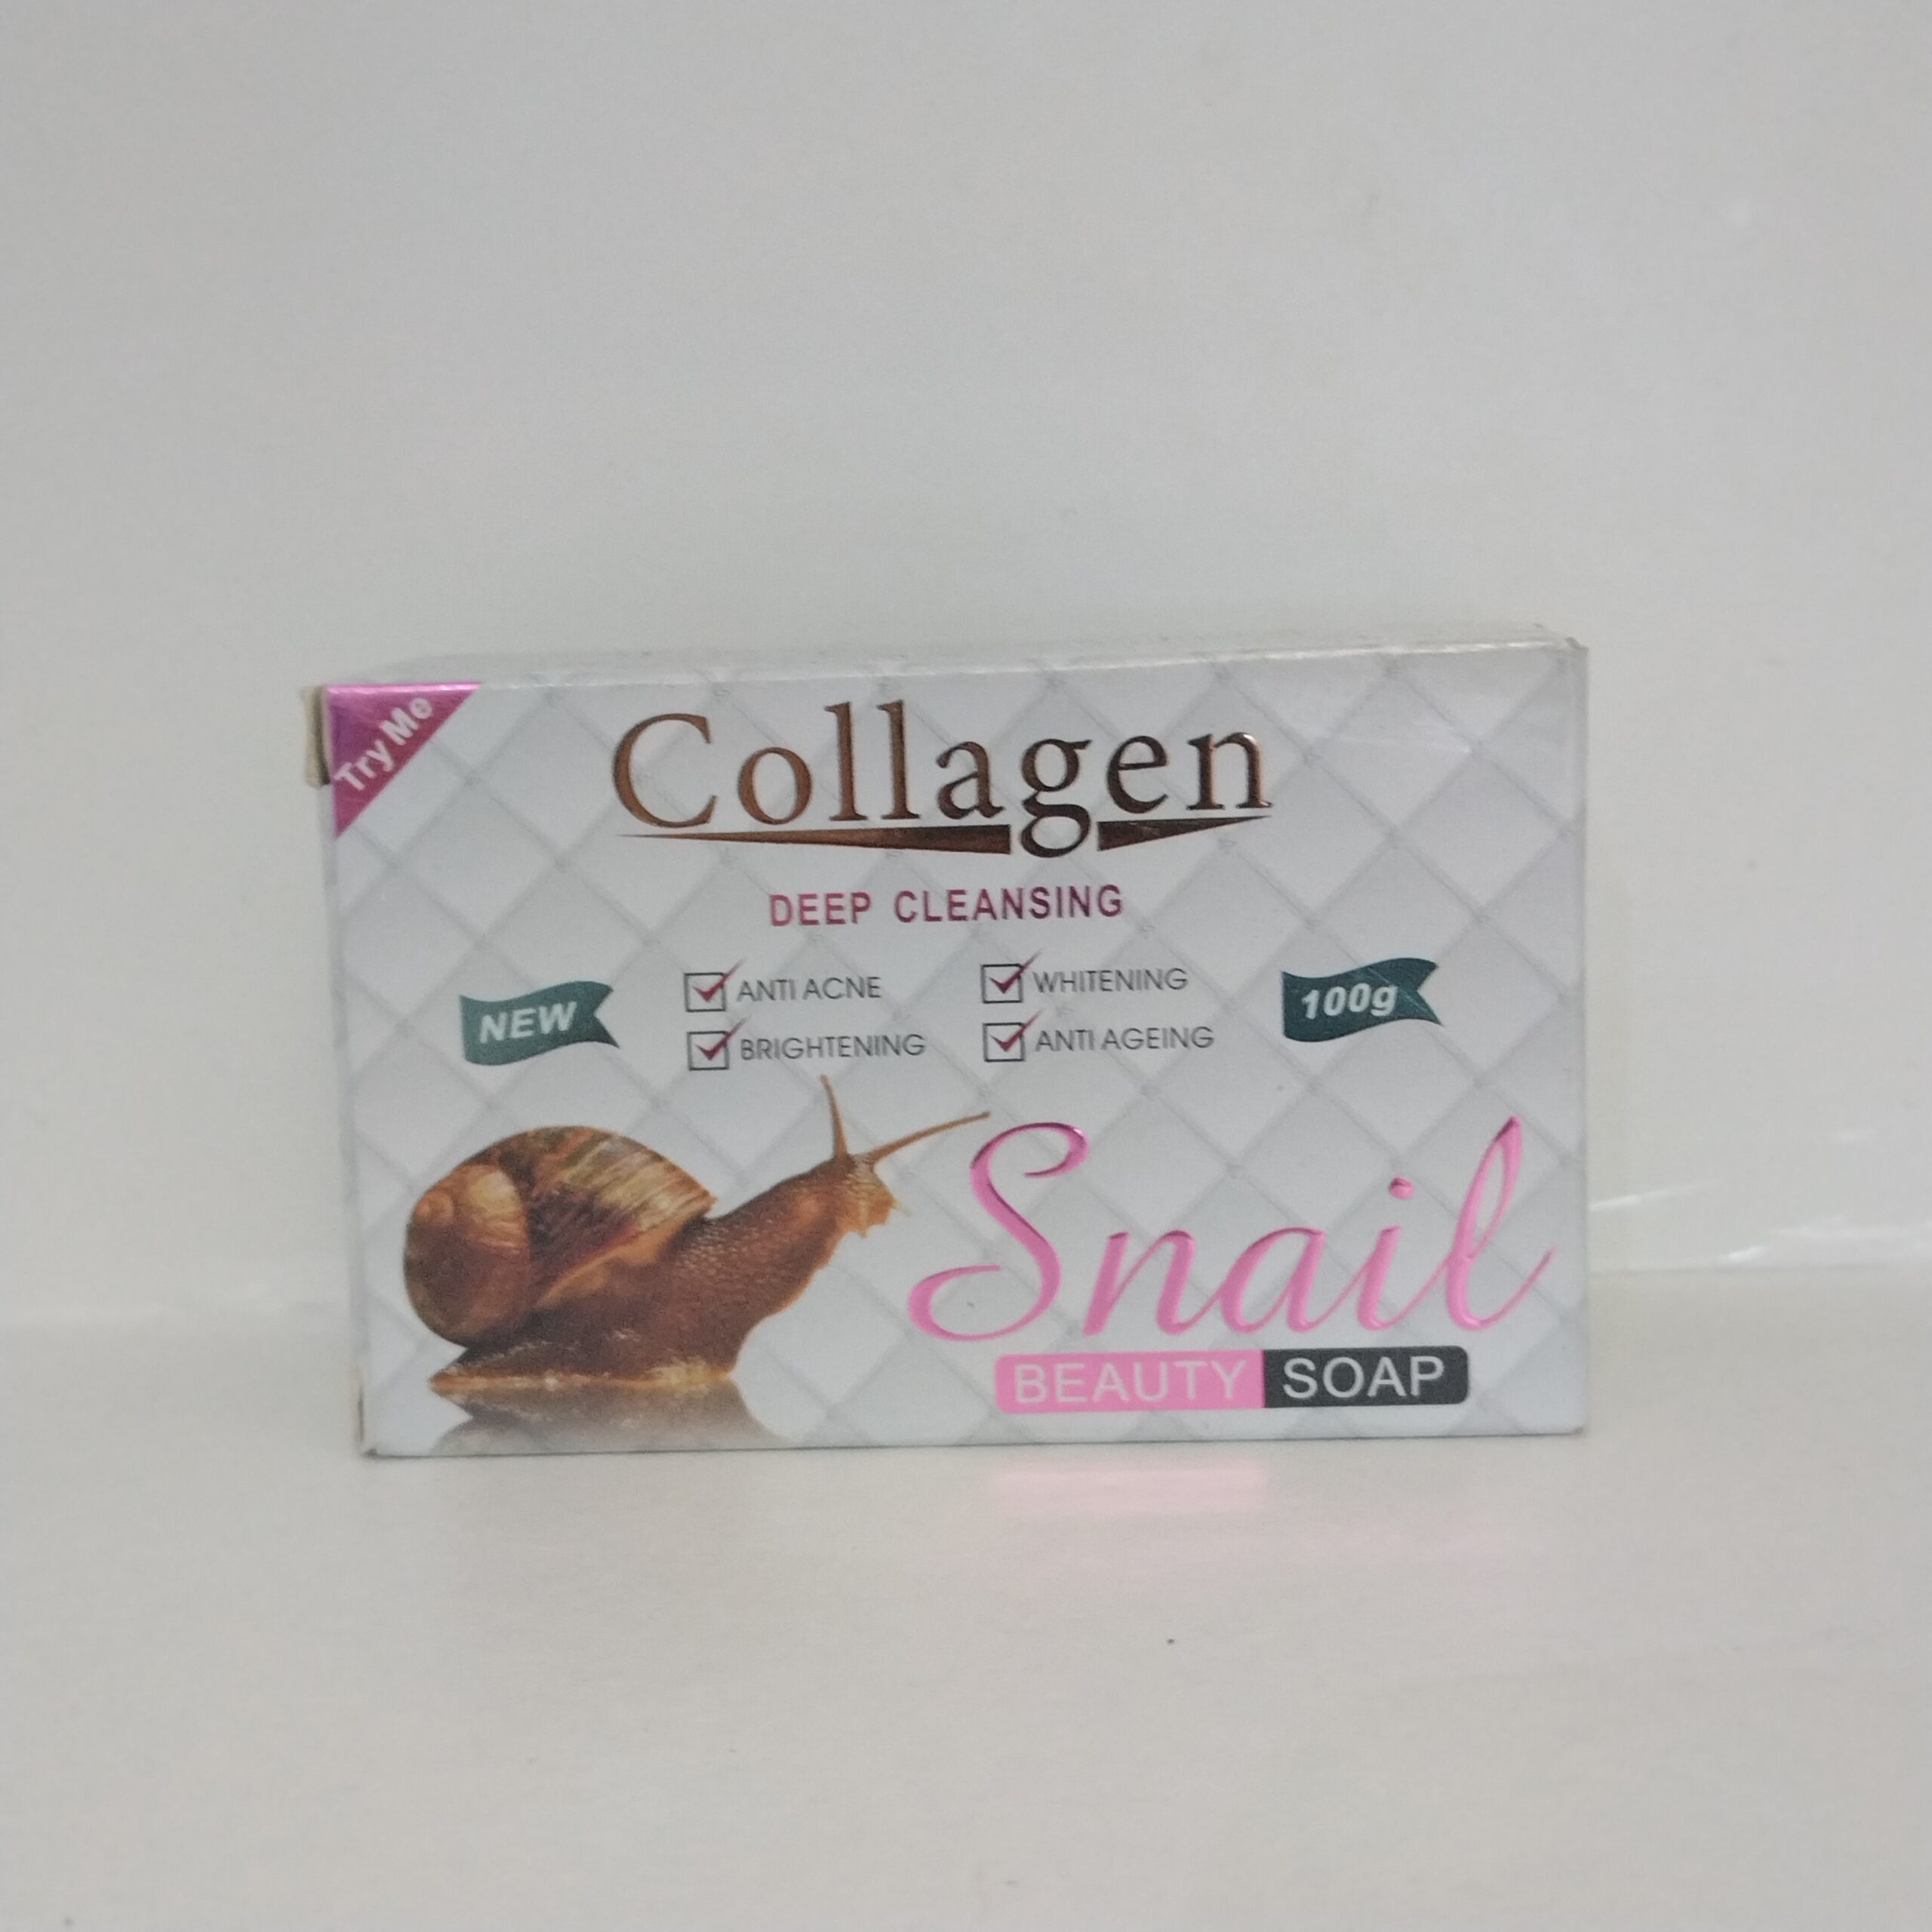 Try Me
Collagen
DEEP CLEANSING
NEW
ANTI ACNE
WHITENING
BRIGHTENING
ANTI AGEING
100g
Snail
BEAUTY SOAP